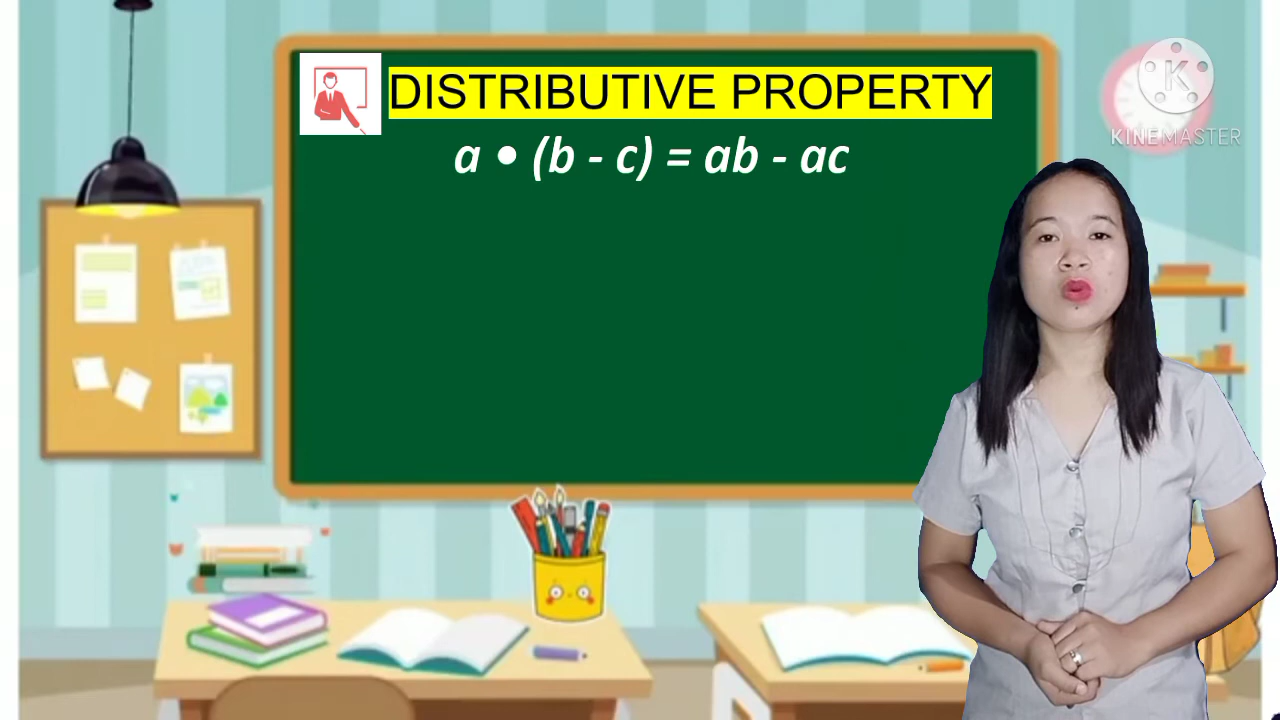 DISTRIBUTIVE PROPERTY
a • (b - c) = ab - ac
K
KINEMASTER